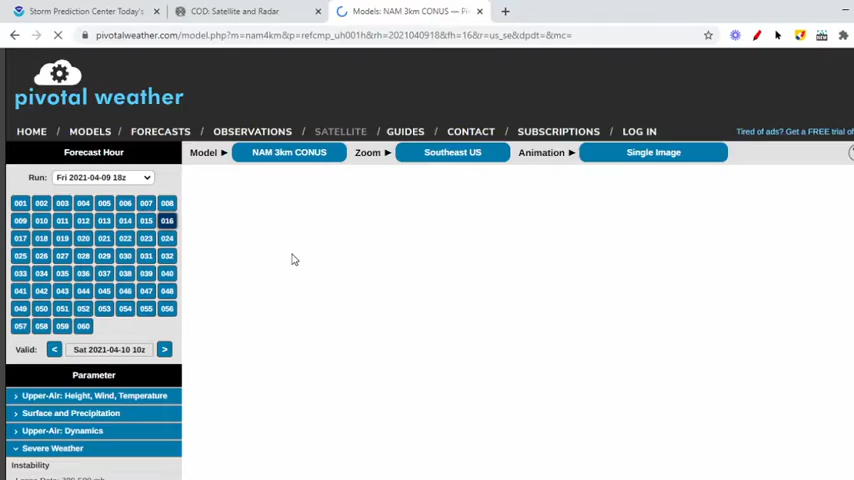 Storm Prediction Center Today's
COD: Satellite and Radar
Models: NAM 3km CONUS — Pi
pivotalweather.com/model.php?m=nam4km&p=refcmp_uh001h&rh=2021040918&fh=16&r=us_se&dpdt=&mc=
pivotal weather
HOME / MODELS / FORECASTS / OBSERVATIONS / SATELLITE / GUIDES / CONTACT / SUBSCRIPTIONS / LOG IN
Tired of ads? Get a FREE trial of
Forecast Hour
Model ► NAM 3km CONUS Zoom ► Southeast US Animation ► Single Image
Run: Fri 2021-04-09 18z
001 002 003 004 005 006 007 008
009 010 011 012 013 014 015 016
017 018 019 020 021 022 023 024
025 026 027 028 029 030 031 032
033 034 035 036 037 038 039 040
041 042 043 044 045 046 047 048
049 050 051 052 053 054 055 056
057 058 059 060
Valid: < Sat 2021-04-10 10z >
Parameter
Upper-Air: Height, Wind, Temperature
Surface and Precipitation
Upper-Air: Dynamics
Severe Weather
Instability